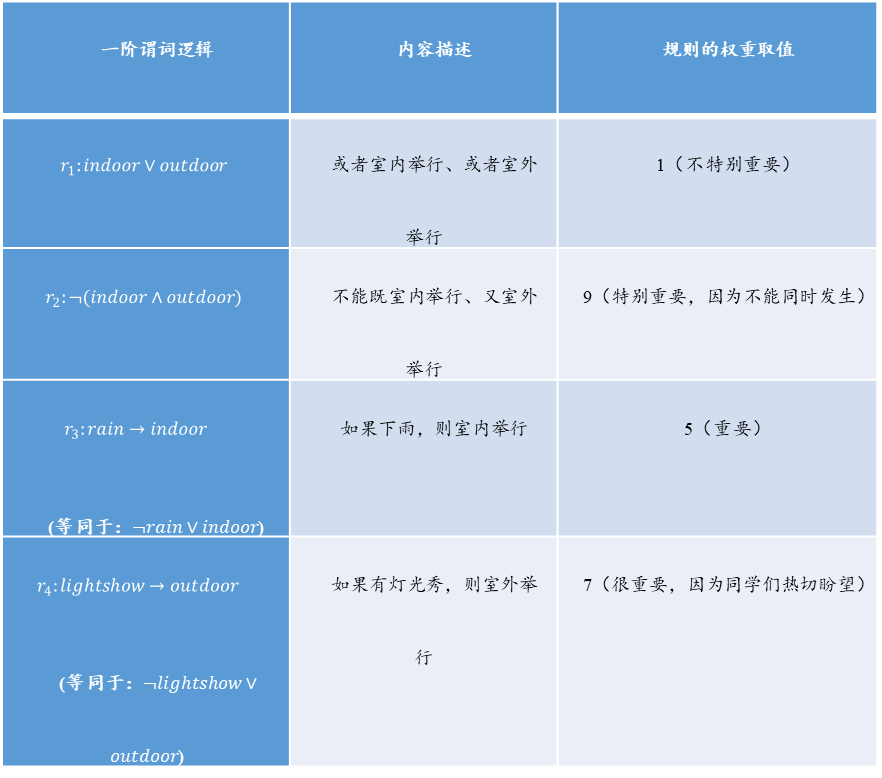 一阶谓词逻辑 内容描述 规则的权重取值
r₁:indoor ∨ outdoor 或者室内举行、或者室外 1（不特别重要）
举行
r₂:¬(indoor ∧ outdoor) 不能既室内举行、又室外 9（特别重要，因为不能同时发生）
举行
r₃:rain → indoor 如果下雨，则室内举行 5（重要）
(等同于：¬rain ∨ indoor)
r₄:lightshow → outdoor 如果有灯光秀，则室外举 7（很重要，因为同学们热切盼望）
行
(等同于：¬lightshow ∨
outdoor)